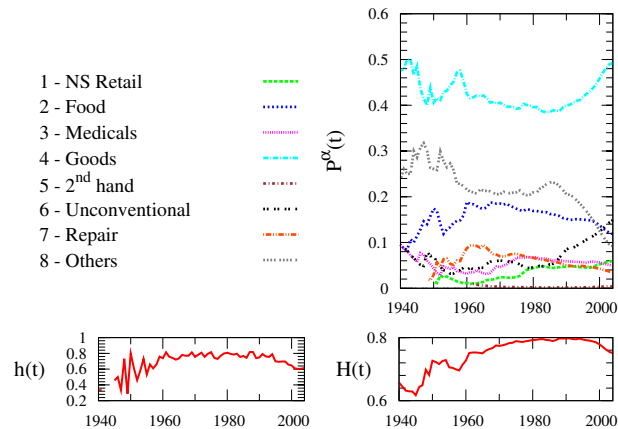 1 - NS Retail
2 - Food
3 - Medicals
4 - Goods
5 - 2nd hand
6 - Unconventional
7 - Repair
8 - Others
0.6
0.5
0.4
0.3
0.2
0.1
0
Pα(t)
1940 1960 1980 2000
h(t)
1
0.8
0.6
0.4
0.2
1940 1960 1980 2000
H(t)
0.8
0.6
1940 1960 1980 2000